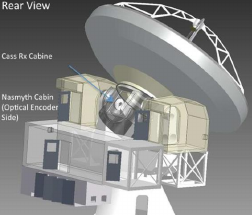 Rear View
Cass Rx Cabine
Nasmyth Cabin
(Optical Encoder
Side)